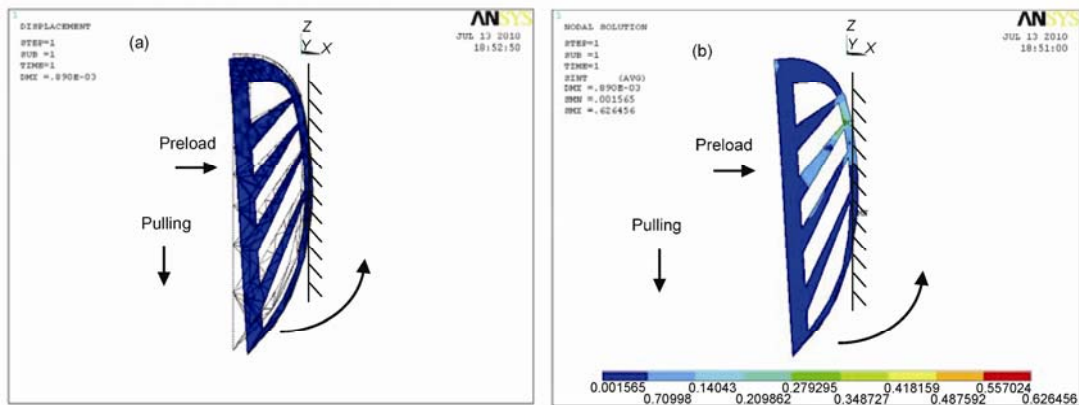 1
DISPLACEMENT
STEP=1
SUB =1
TIME=1
DMX =.890E-03
(a)
Z
Y X
ANSYS
JUL 13 2010
18:52:50
Preload
Pulling
1
NODAL SOLUTION
STEP=1
SUB =1
TIME=1
SINT (AVG)
DMX =.890E-03
SMN =.001565
SMX =.626456
(b)
Z
Y X
ANSYS
JUL 13 2010
18:51:00
Preload
Pulling
0.001565 0.14043 0.279295 0.418159 0.557024
0.70998 0.209862 0.348727 0.487592 0.626456